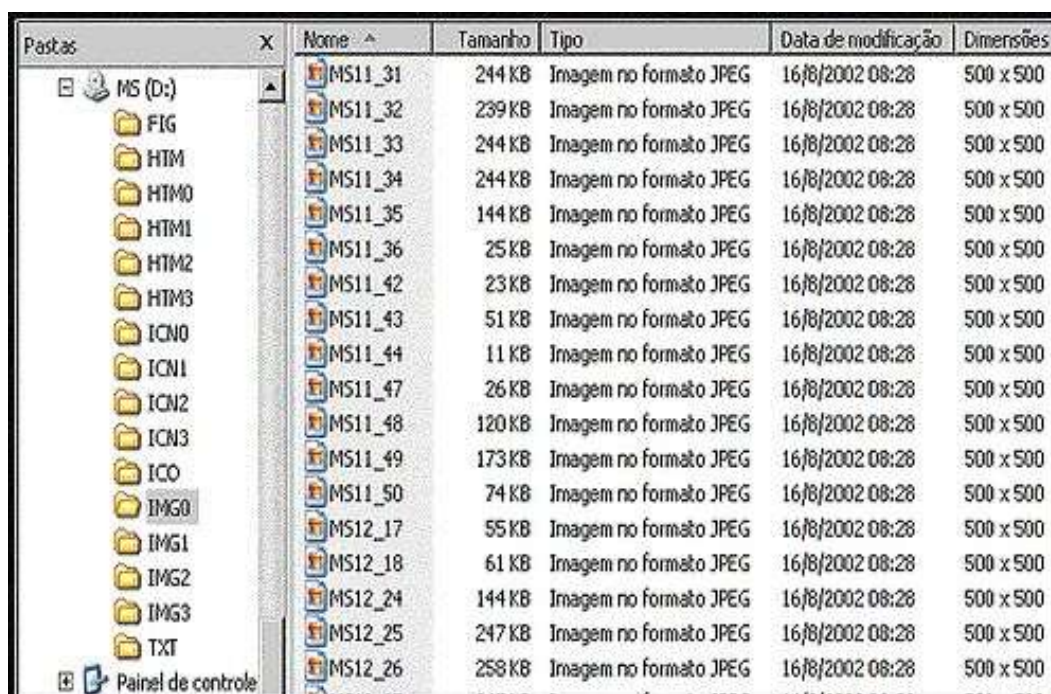 Pastas X
MS (D:)
FIG
HTM
HTM0
HTM1
HTM2
HTM3
ICN0
ICN1
ICN2
ICN3
ICO
IMG0
IMG1
IMG2
IMG3
TXT
Painel de controle
Nome Tamanho Tipo Data de modificação Dimensões
MS11_31 244 KB Imagem no formato JPEG 16/8/2002 08:28 500 x 500
MS11_32 239 KB Imagem no formato JPEG 16/8/2002 08:28 500 x 500
MS11_33 244 KB Imagem no formato JPEG 16/8/2002 08:28 500 x 500
MS11_34 244 KB Imagem no formato JPEG 16/8/2002 08:28 500 x 500
MS11_35 144 KB Imagem no formato JPEG 16/8/2002 08:28 500 x 500
MS11_36 25 KB Imagem no formato JPEG 16/8/2002 08:28 500 x 500
MS11_42 23 KB Imagem no formato JPEG 16/8/2002 08:28 500 x 500
MS11_43 51 KB Imagem no formato JPEG 16/8/2002 08:28 500 x 500
MS11_44 11 KB Imagem no formato JPEG 16/8/2002 08:28 500 x 500
MS11_47 26 KB Imagem no formato JPEG 16/8/2002 08:28 500 x 500
MS11_48 120 KB Imagem no formato JPEG 16/8/2002 08:28 500 x 500
MS11_49 173 KB Imagem no formato JPEG 16/8/2002 08:28 500 x 500
MS11_50 74 KB Imagem no formato JPEG 16/8/2002 08:28 500 x 500
MS12_17 55 KB Imagem no formato JPEG 16/8/2002 08:28 500 x 500
MS12_18 61 KB Imagem no formato JPEG 16/8/2002 08:28 500 x 500
MS12_24 144 KB Imagem no formato JPEG 16/8/2002 08:28 500 x 500
MS12_25 247 KB Imagem no formato JPEG 16/8/2002 08:28 500 x 500
MS12_26 258 KB Imagem no formato JPEG 16/8/2002 08:28 500 x 500